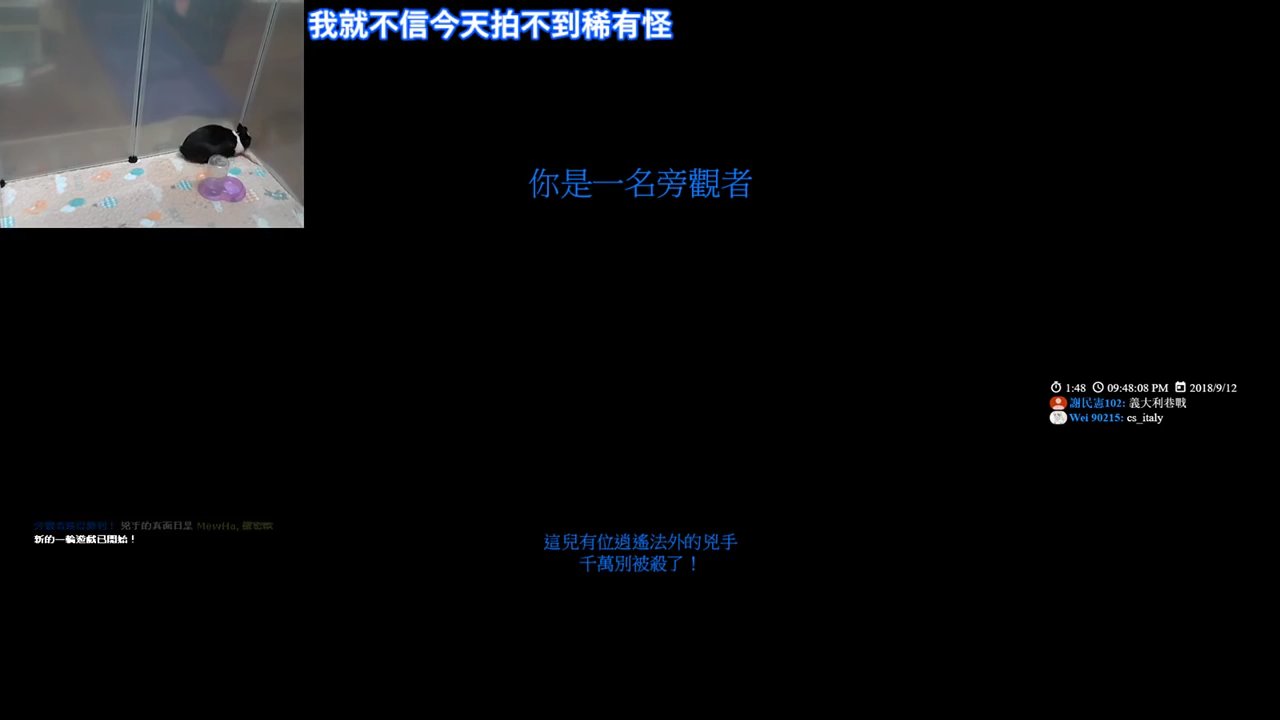 我就不信今天拍不到稀有怪
你是一名旁觀者
1:48 09:48:08 PM 2018/9/12
謝民憲102: 義大利巷戰
Wei 90215: cs_italy
兇手的真面目是
新的一輪遊戲已開始！
這兒有位逍遙法外的兇手
千萬別被殺了！